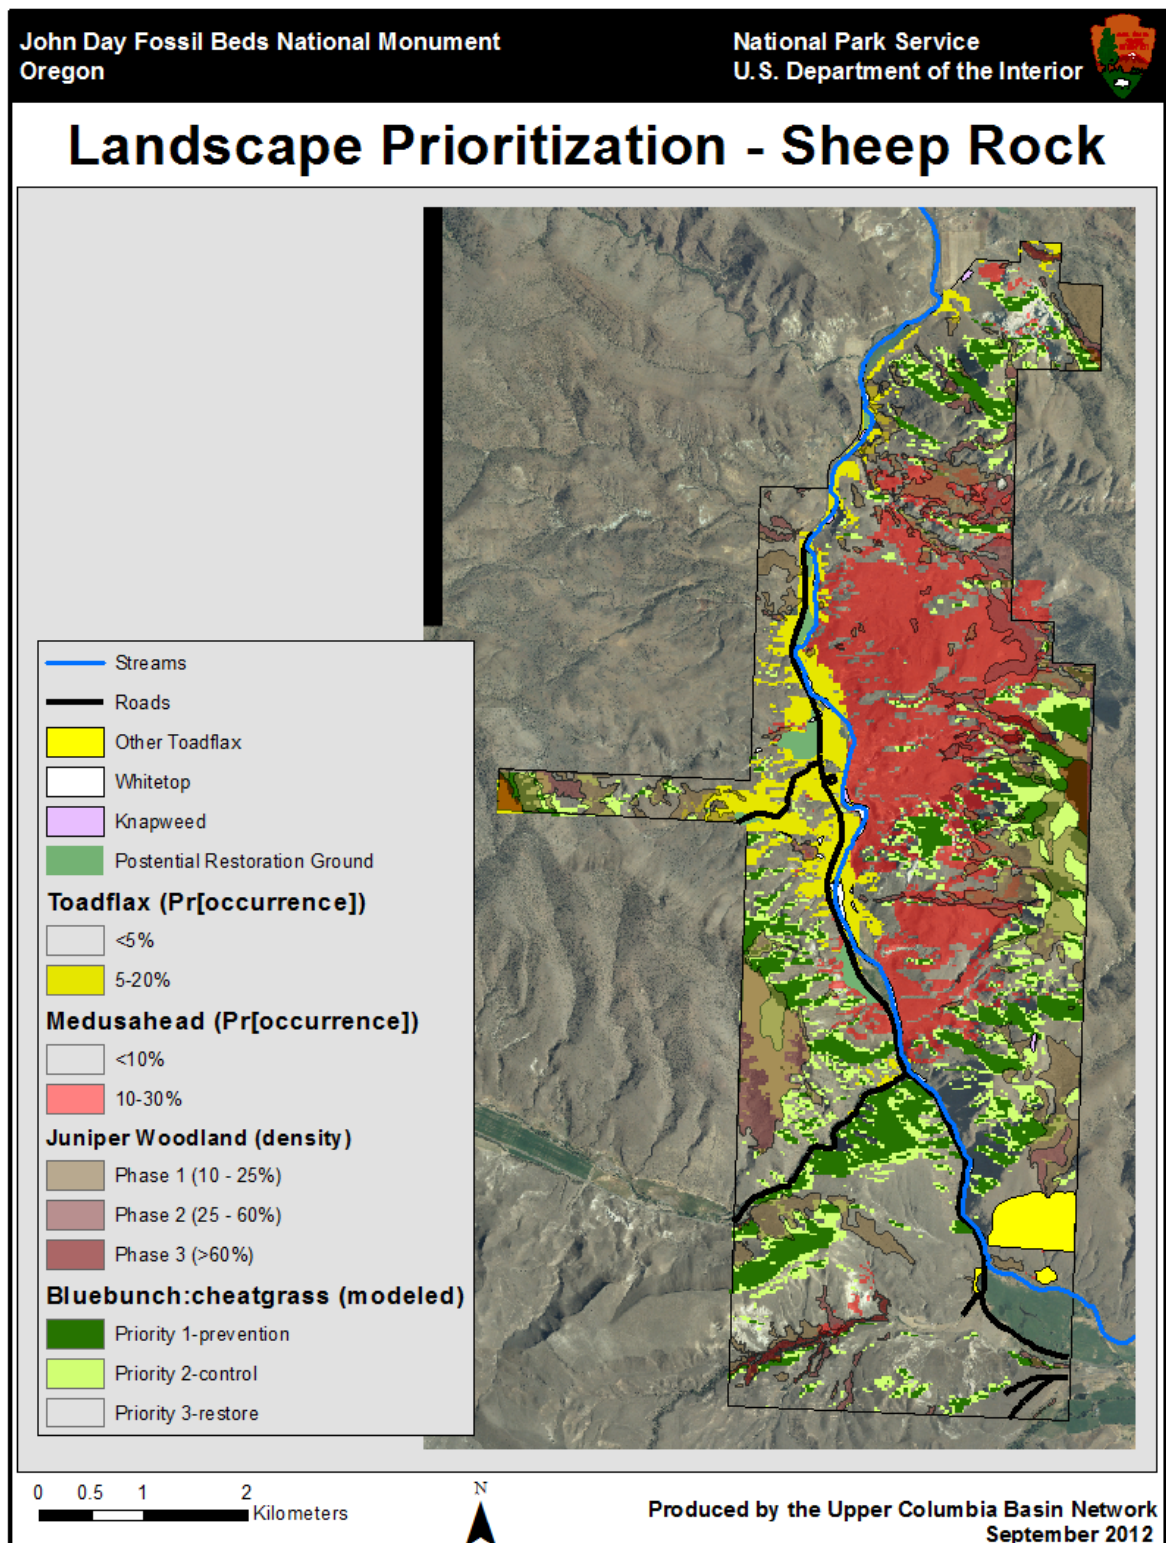 John Day Fossil Beds National Monument
Oregon
National Park Service
U.S. Department of the Interior
Landscape Prioritization - Sheep Rock
Streams
Roads
Other Toadflax
Whitetop
Knapweed
Postential Restoration Ground
Toadflax (Pr[occurrence])
<5%
5-20%
Medusahead (Pr[occurrence])
<10%
10-30%
Juniper Woodland (density)
Phase 1 (10 - 25%)
Phase 2 (25 - 60%)
Phase 3 (>60%)
Bluebunch:cheatgrass (modeled)
Priority 1-prevention
Priority 2-control
Priority 3-restore
0 0.5 1 2
Kilometers
N
Produced by the Upper Columbia Basin Network
September 2012